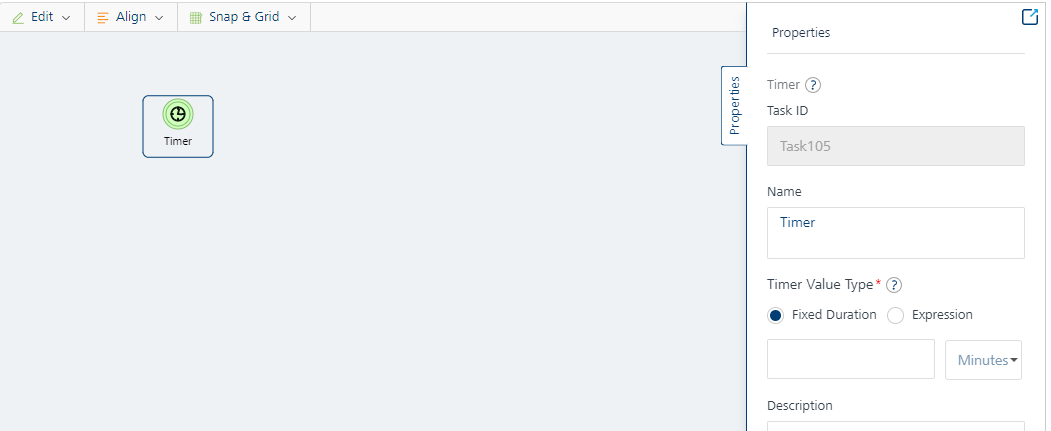 Edit Align Snap & Grid
Timer
Properties
Properties
Timer ?
Task ID
Task105
Name
Timer
Timer Value Type* ?
Fixed Duration Expression
Minutes
Description